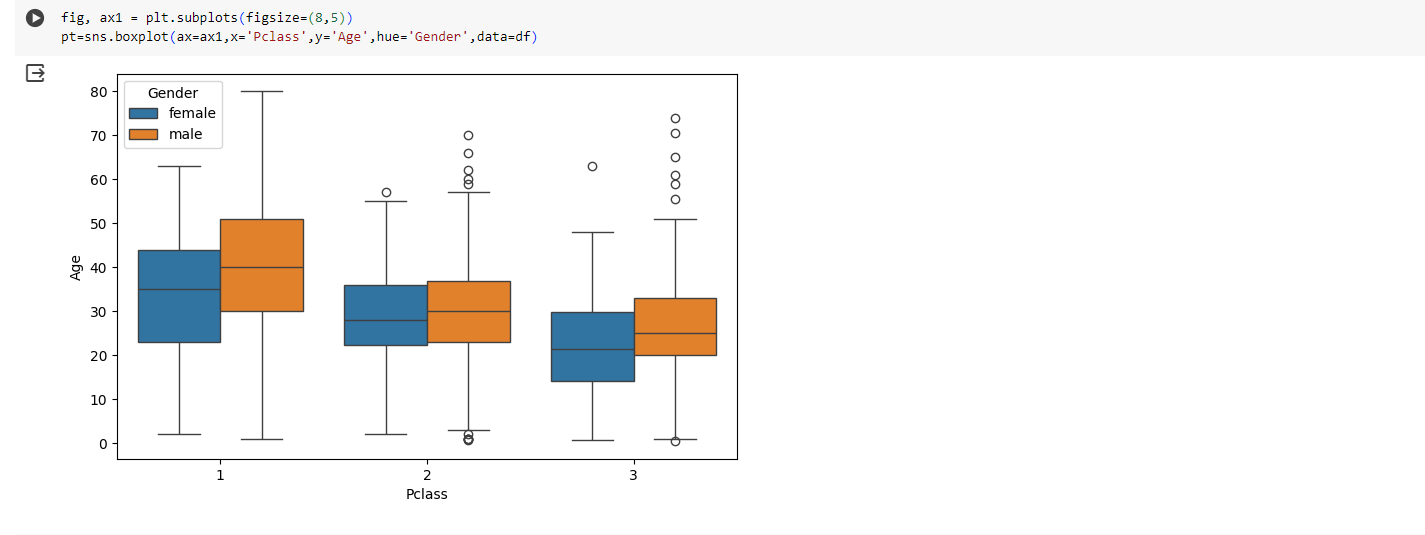 fig, ax1 = plt.subplots(figsize=(8,5))
pt=sns.boxplot(ax=ax1,x='Pclass',y='Age',hue='Gender',data=df)
Gender
female
male
80
70
60
50
40
30
20
10
0
Age
1 2 3
Pclass